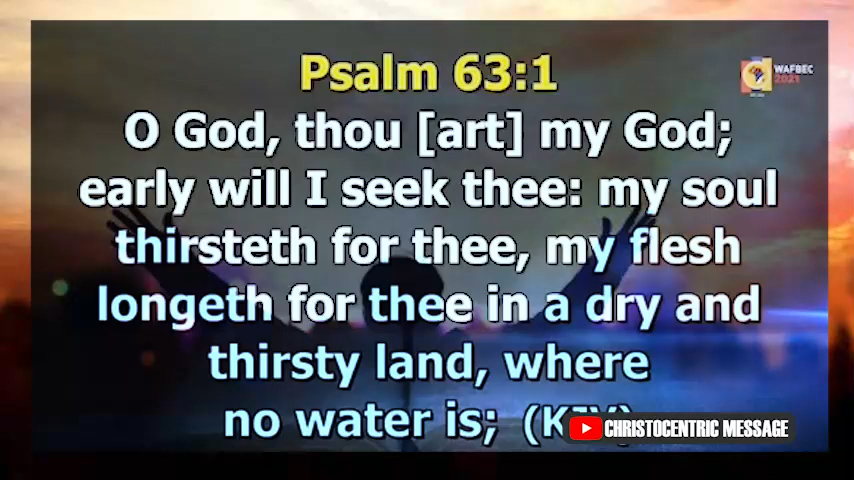 Psalm 63:1
WAFBEC
2021
O God, thou [art] my God;
early will I seek thee: my soul
thirsteth for thee, my flesh
longeth for thee in a dry and
thirsty land, where
no water is; (KJV)
CHRISTOCENTRIC MESSAGE